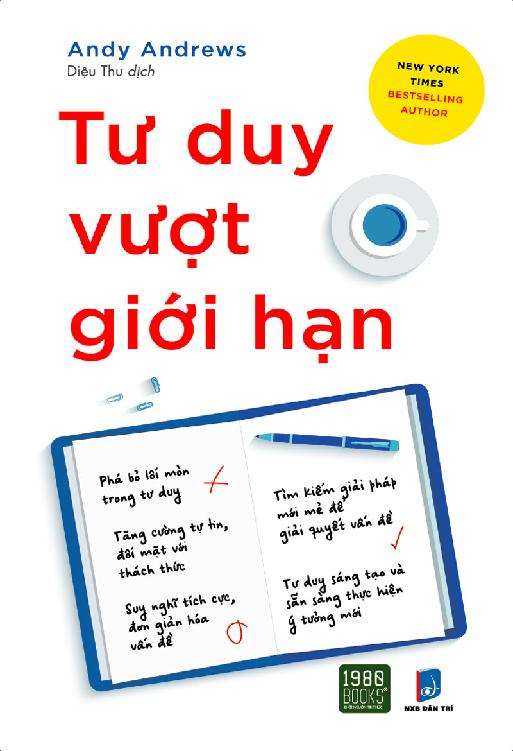 Andy Andrews
Diệu Thu dịch
NEW YORK
TIMES
BESTSELLING
AUTHOR
Tư duy
vượt
giới hạn
Phá bỏ lối mòn
trong tư duy
Tăng cường tự tin,
đối mặt với
thách thức
Suy nghĩ tích cực,
đơn giản hóa
vấn đề
Tìm kiếm giải pháp
mới mẻ để
giải quyết vấn đề
Tư duy sáng tạo và
sẵn sàng thực hiện
ý tưởng mới
1980
BOOKS
NXB DÂN TRÍ